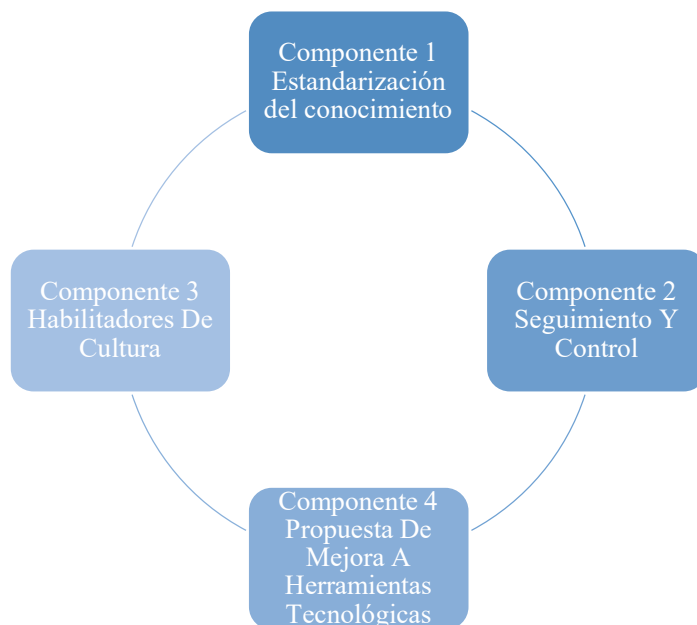 Componente 1
Estandarización
del conocimiento
Componente 2
Seguimiento Y
Control
Componente 3
Habilitadores De
Cultura
Componente 4
Propuesta De
Mejora A
Herramientas
Tecnológicas